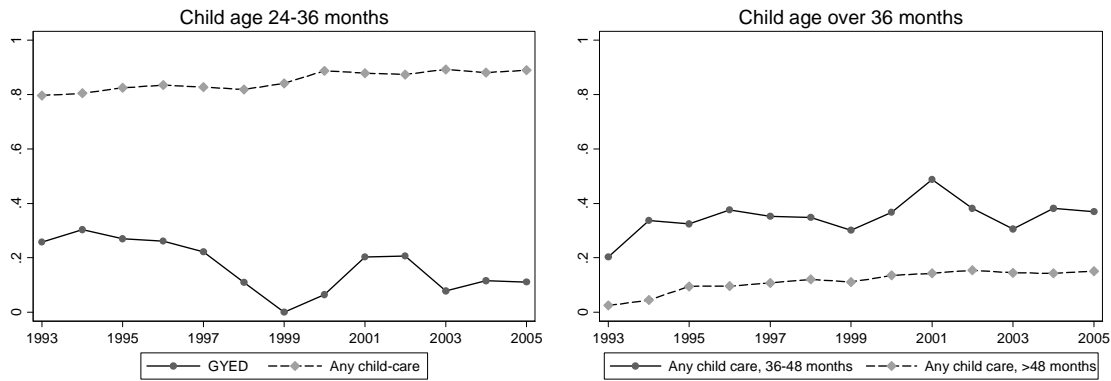 Child age 24-36 months
1
.8
.6
.4
.2
0
1993 1995 1997 1999 2001 2003 2005
GYED Any child-care
Child age over 36 months
1
.8
.6
.4
.2
0
1993 1995 1997 1999 2001 2003 2005
Any child care, 36-48 months Any child care, >48 months